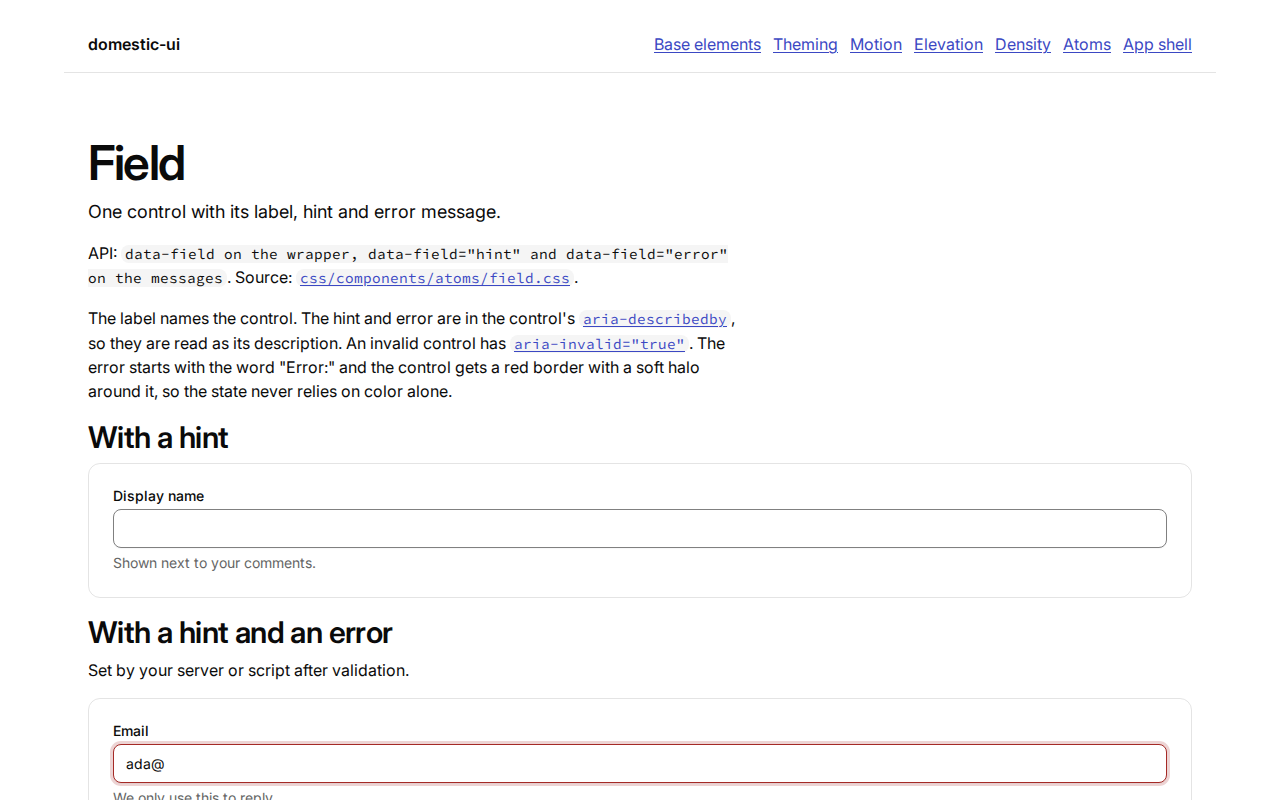 domestic-ui
Base elements Theming Motion Elevation Density Atoms App shell
Field
One control with its label, hint and error message.
API: data-field on the wrapper, data-field="hint" and data-field="error"
on the messages. Source: css/components/atoms/field.css.
The label names the control. The hint and error are in the control's aria-describedby,
so they are read as its description. An invalid control has aria-invalid="true". The
error starts with the word "Error:" and the control gets a red border with a soft halo
around it, so the state never relies on color alone.
With a hint
Display name
Shown next to your comments.
With a hint and an error
Set by your server or script after validation.
Email
ada@
We only use this to reply.